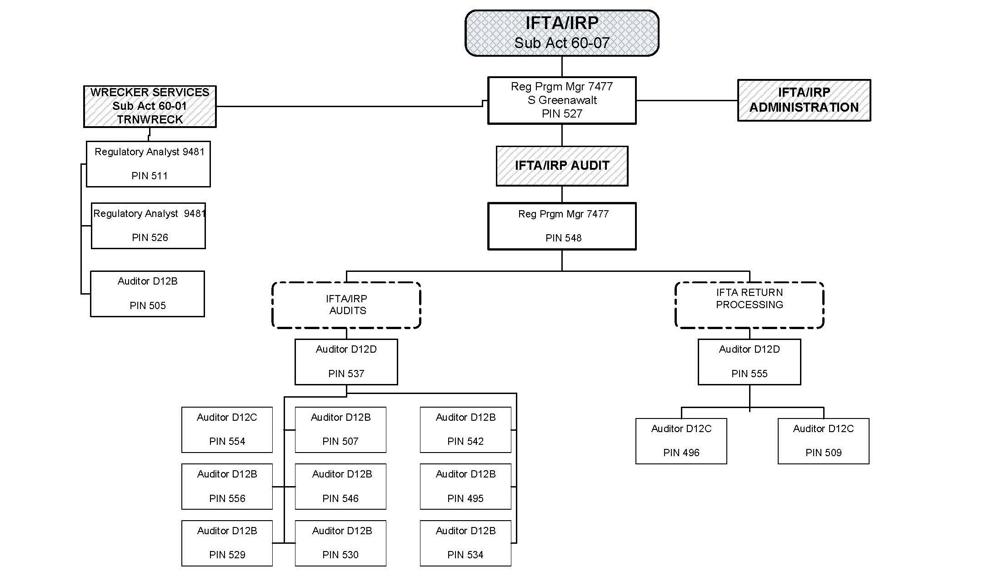 IFTA/IRP
Sub Act 60-07
WRECKER SERVICES
Sub Act 60-01
TRNWRECK
Reg Prgm Mgr 7477
S Greenawalt
PIN 527
IFTA/IRP
ADMINISTRATION
Regulatory Analyst 9481
PIN 511
IFTA/IRP AUDIT
Regulatory Analyst 9481
PIN 526
Reg Prgm Mgr 7477
PIN 548
Auditor D12B
PIN 505
IFTA/IRP
AUDITS
IFTA RETURN
PROCESSING
Auditor D12D
PIN 537
Auditor D12D
PIN 555
Auditor D12C
PIN 554
Auditor D12B
PIN 507
Auditor D12B
PIN 542
Auditor D12C
PIN 496
Auditor D12C
PIN 509
Auditor D12B
PIN 556
Auditor D12B
PIN 546
Auditor D12B
PIN 495
Auditor D12B
PIN 529
Auditor D12B
PIN 530
Auditor D12B
PIN 534